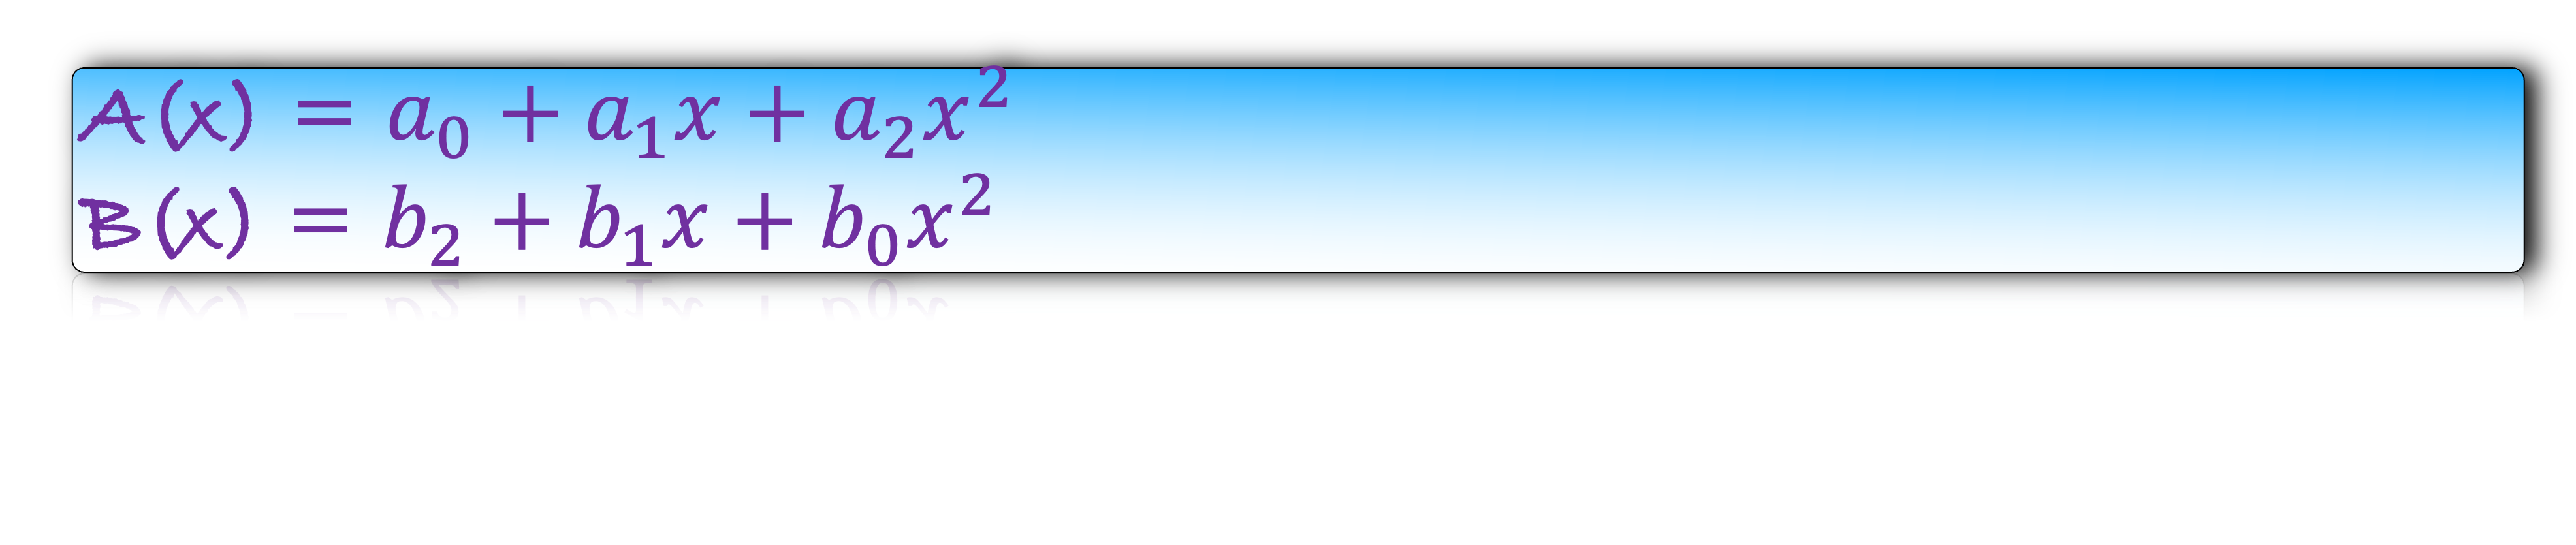 A(x) = a₀ + a₁x + a₂x²
B(x) = b₂ + b₁x + b₀x²